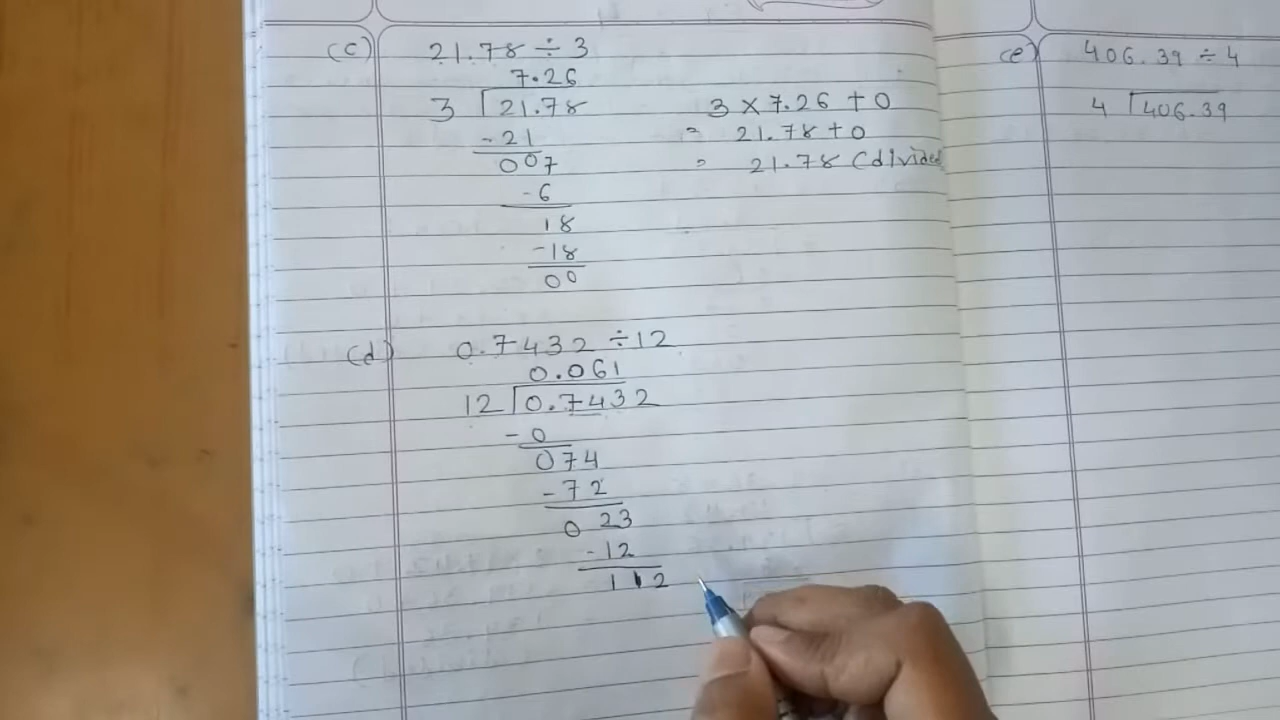 (c) 21.78 ÷ 3
7.26
3 21.78
-21
007
-6
18
-18
00
3 × 7.26 + 0
= 21.78 + 0
= 21.78 (divided
(d) 0.7432 ÷ 12
0.061
12 0.7432
-0
074
-72
023
-12
112
(e) 406.39 ÷ 4
4 406.39